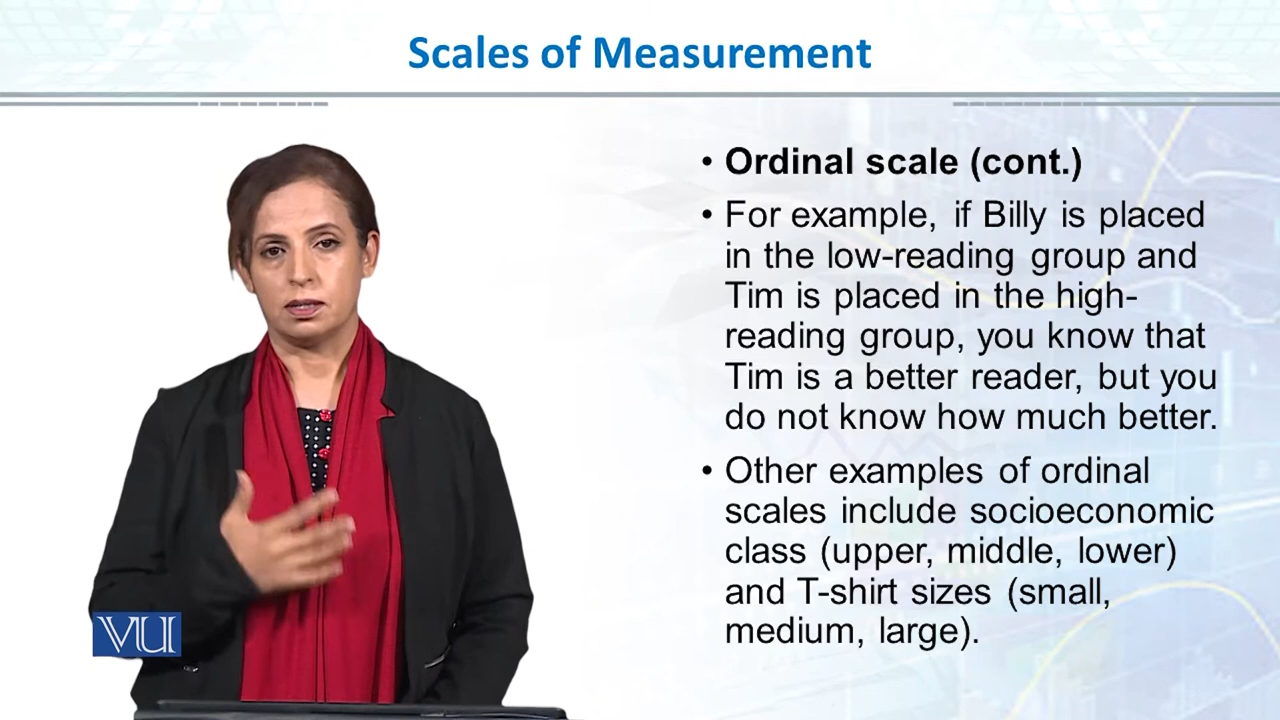 Scales of Measurement
• Ordinal scale (cont.)
• For example, if Billy is placed
in the low-reading group and
Tim is placed in the high-
reading group, you know that
Tim is a better reader, but you
do not know how much better.
• Other examples of ordinal
scales include socioeconomic
class (upper, middle, lower)
and T-shirt sizes (small,
medium, large).
VU